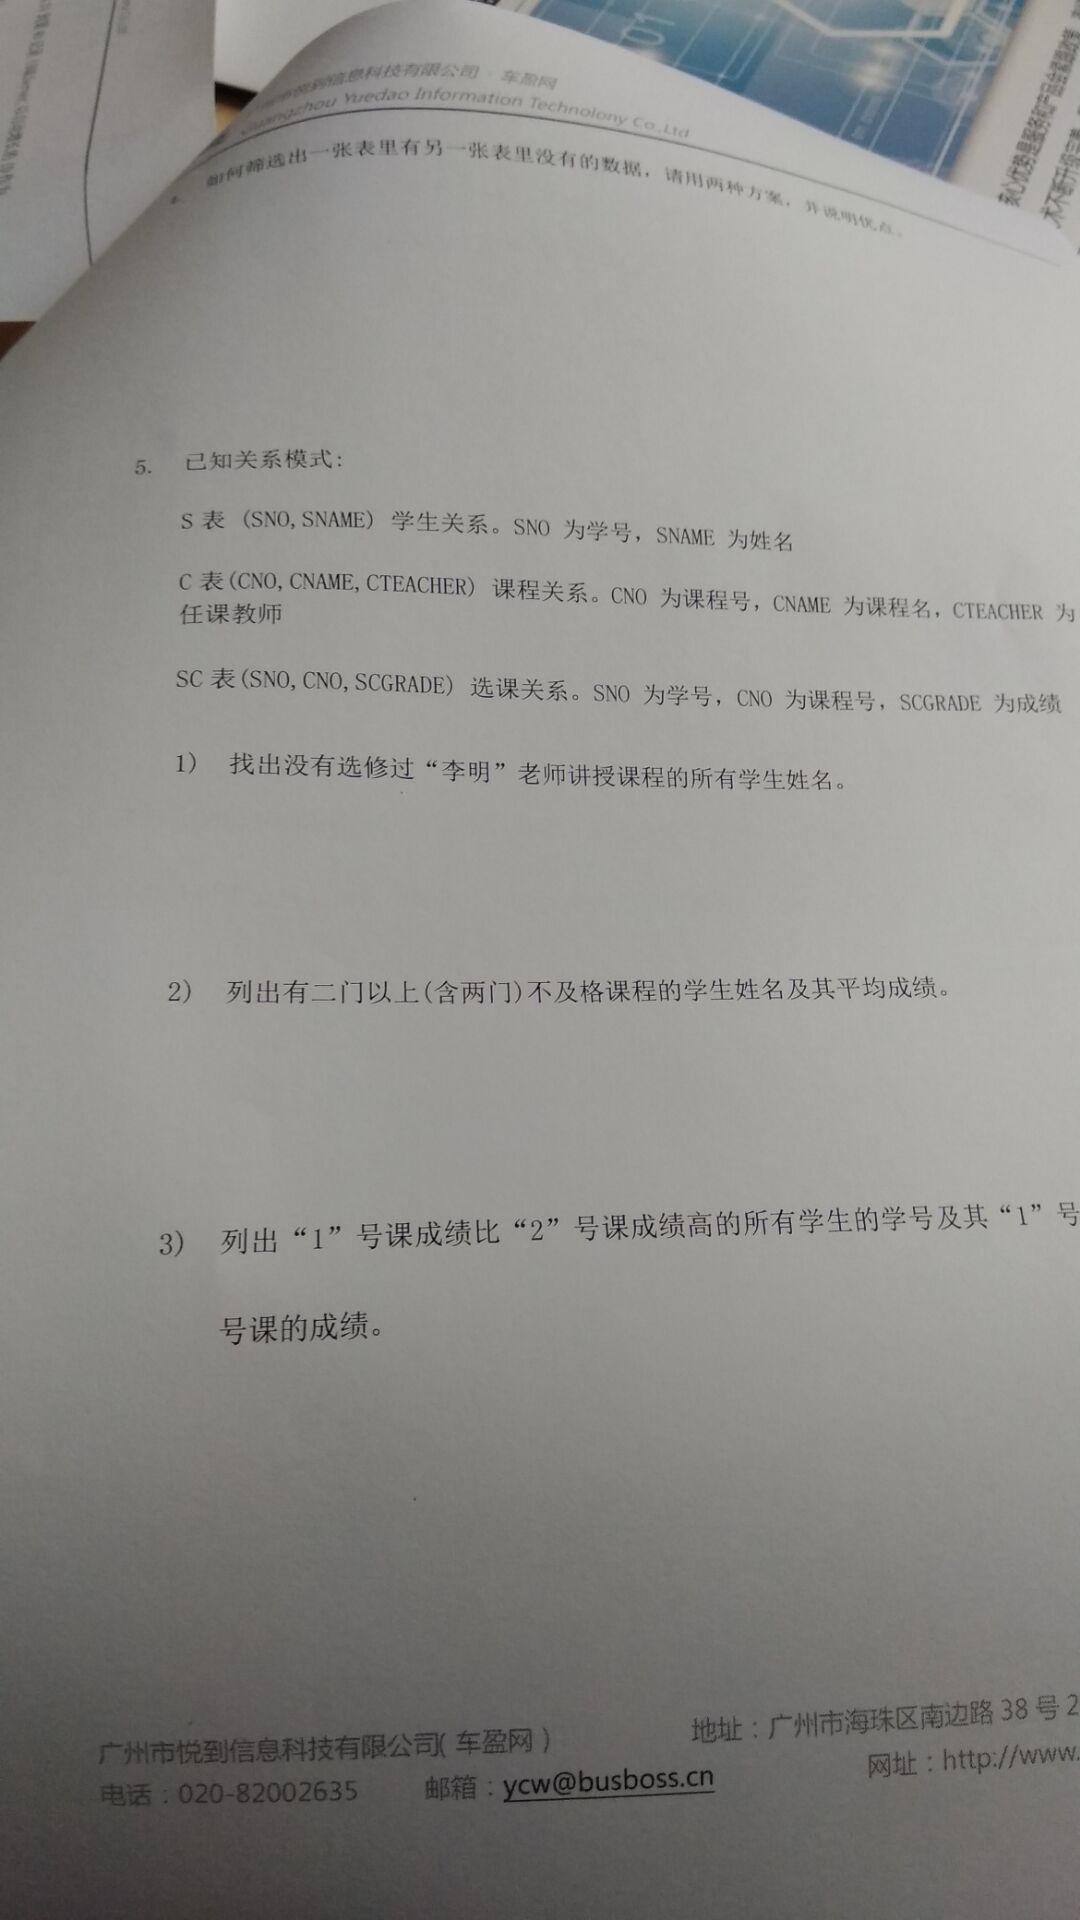 悦到信息科技有限公司 · 车盈网
Guangzhou Yuedao Information Technolony Co.,Ltd
如何筛选出一张表里有另一张表里没有的数据，请用两种方案，并说明优点。
5. 已知关系模式:
S 表 (SNO,SNAME) 学生关系。SNO 为学号，SNAME 为姓名
C 表(CNO,CNAME,CTEACHER) 课程关系。CNO 为课程号，CNAME 为课程名，CTEACHER 为
任课教师
SC 表(SNO,CNO,SCGRADE) 选课关系。SNO 为学号，CNO 为课程号，SCGRADE 为成绩
1) 找出没有选修过“李明”老师讲授课程的所有学生姓名。
2) 列出有二门以上(含两门)不及格课程的学生姓名及其平均成绩。
3) 列出“1”号课成绩比“2”号课成绩高的所有学生的学号及其“1”号
号课的成绩。
广州市悦到信息科技有限公司( 车盈网 )
地址：广州市海珠区南边路 38 号 2
电话：020-82002635 邮箱：ycw@busboss.cn
网址：http://www.